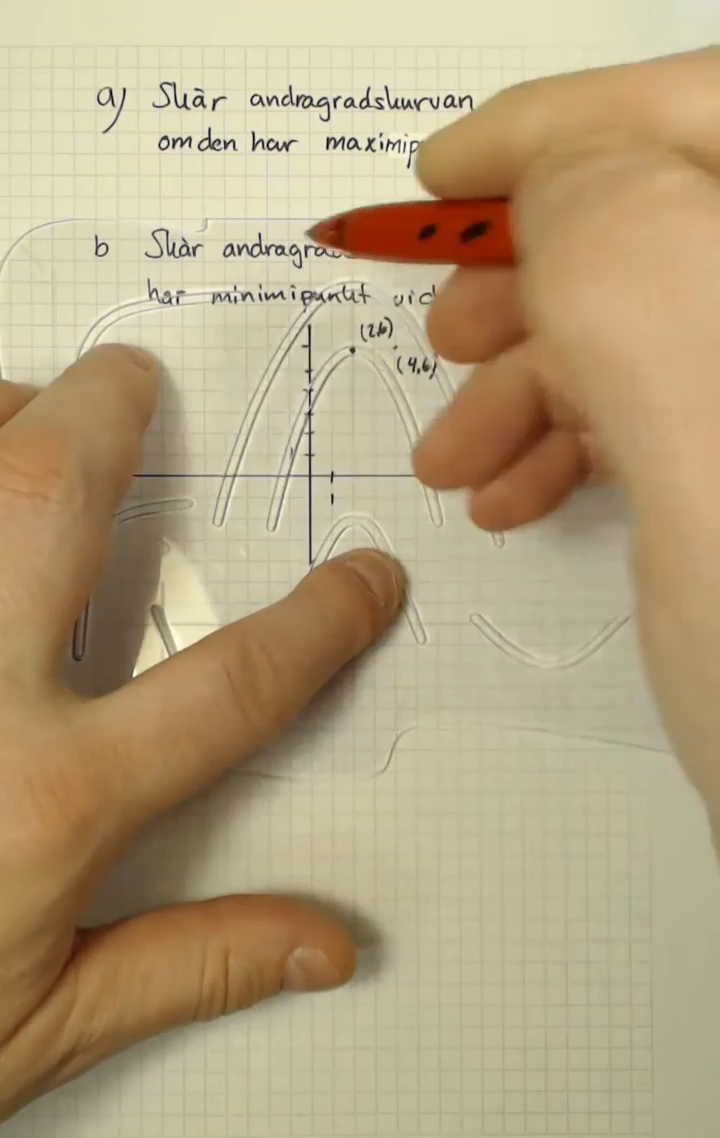 a) Skär andragradskurvan
om den har maximip
b Skär andragra
har minimipunkt vid
(2,6)
(4,6)